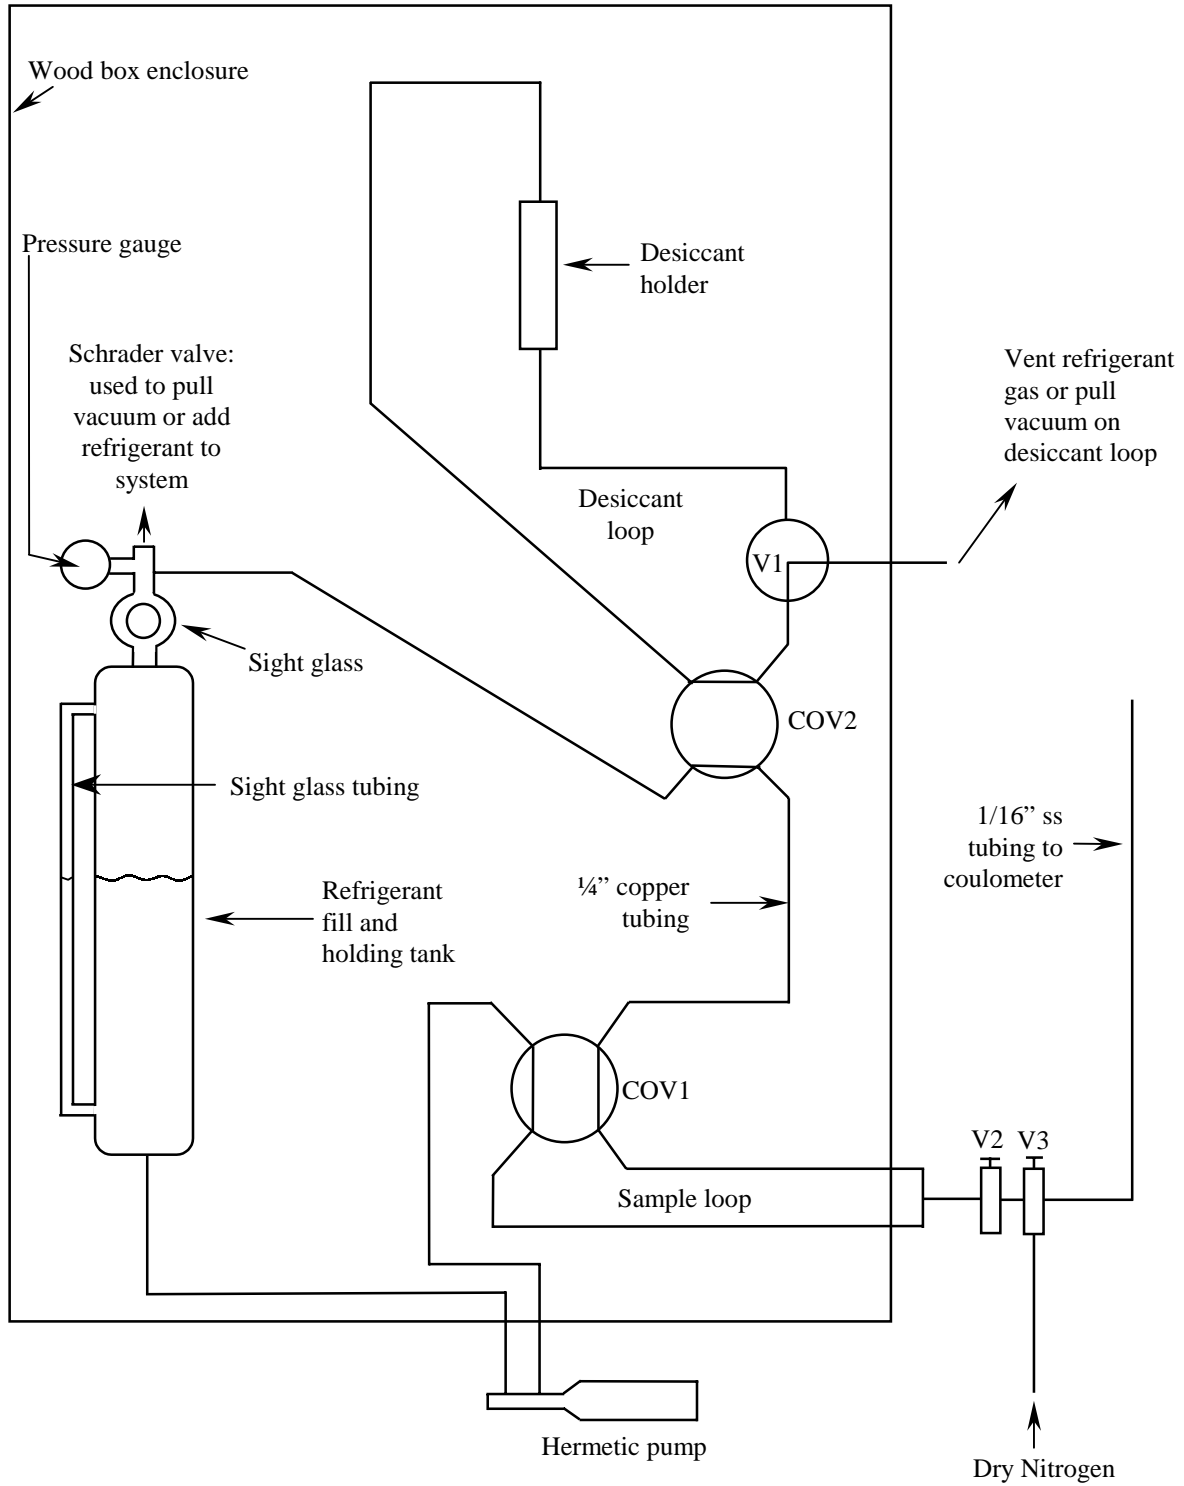 Wood box enclosure
Pressure gauge
Desiccant
holder
Schrader valve:
used to pull
vacuum or add
refrigerant to
system
Vent refrigerant
gas or pull
vacuum on
desiccant loop
Desiccant
loop
V1
Sight glass
COV2
Sight glass tubing
1/16” ss
tubing to
coulometer
¼” copper
tubing
Refrigerant
fill and
holding tank
COV1
V2 V3
Sample loop
Hermetic pump
Dry Nitrogen